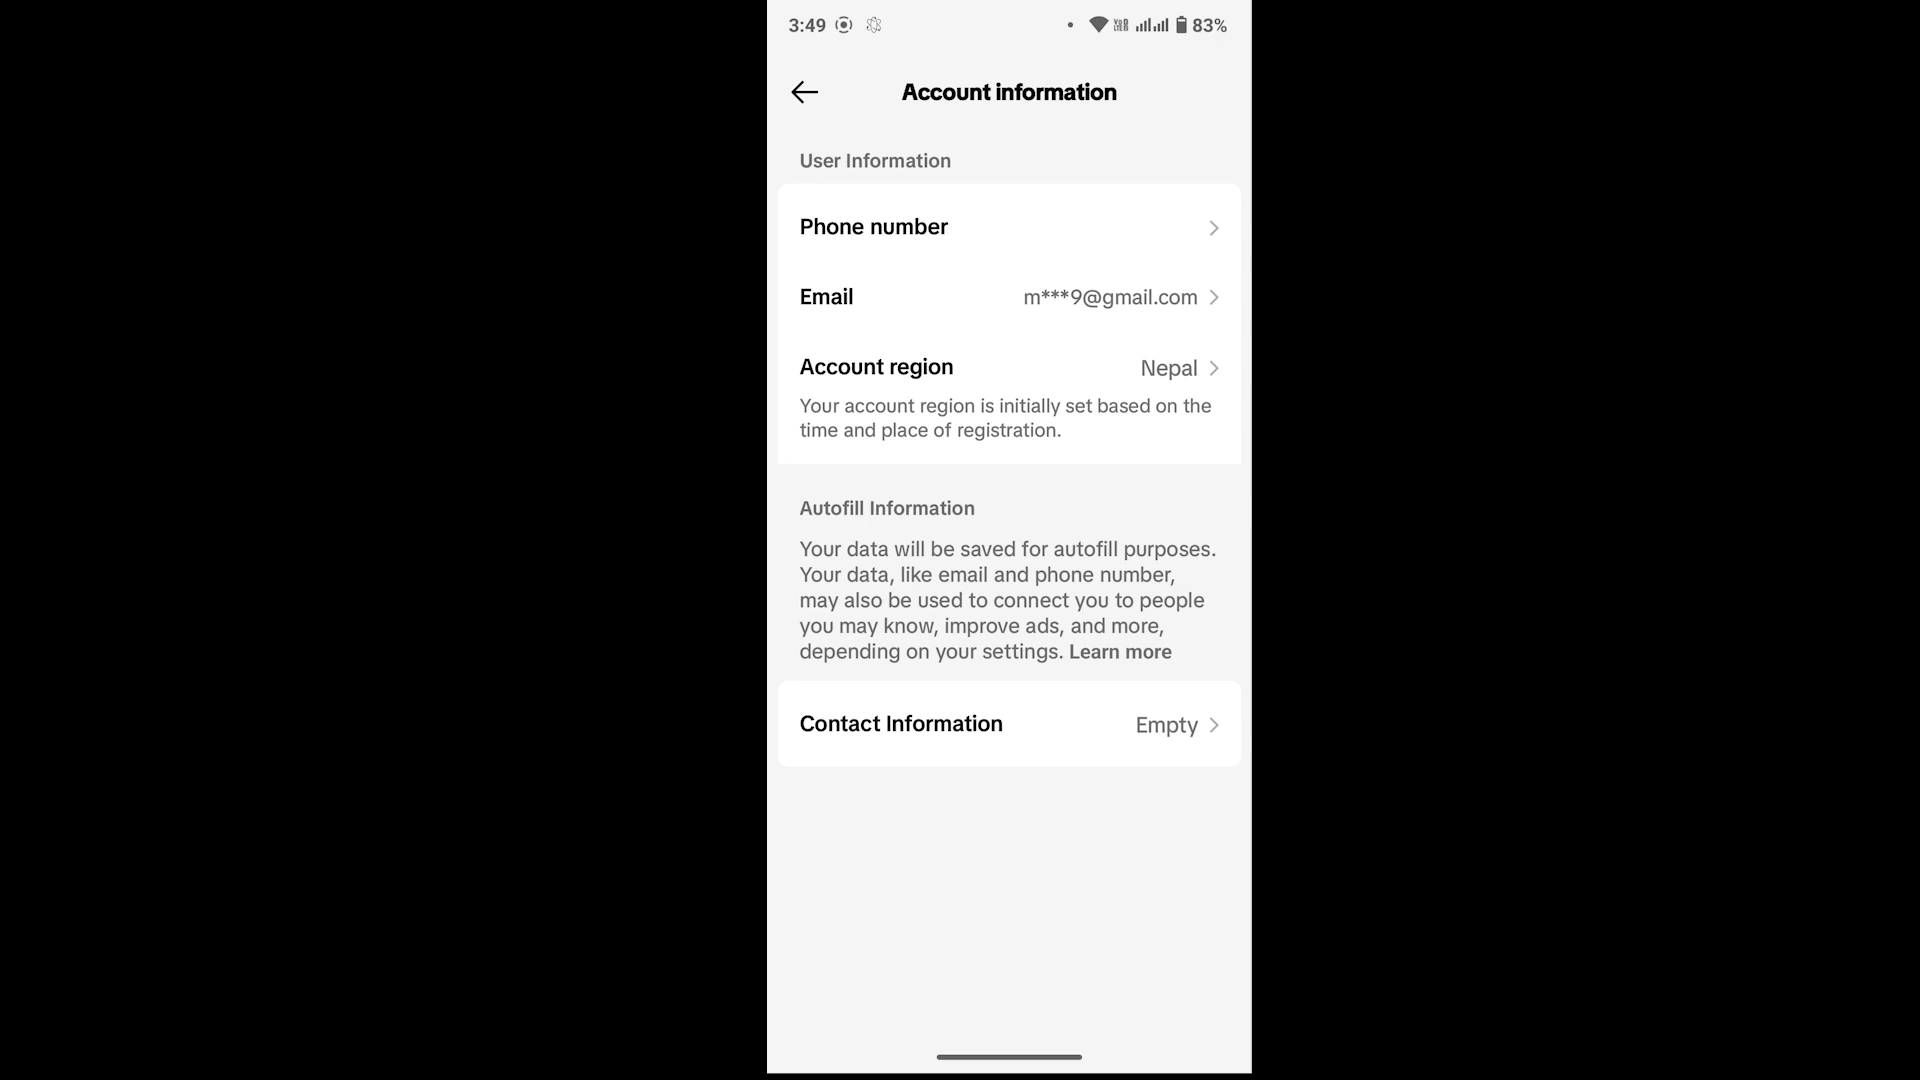 3:49 83%
Account information
User Information
Phone number
Email m***9@gmail.com
Account region Nepal
Your account region is initially set based on the
time and place of registration.
Autofill Information
Your data will be saved for autofill purposes.
Your data, like email and phone number,
may also be used to connect you to people
you may know, improve ads, and more,
depending on your settings. Learn more
Contact Information Empty